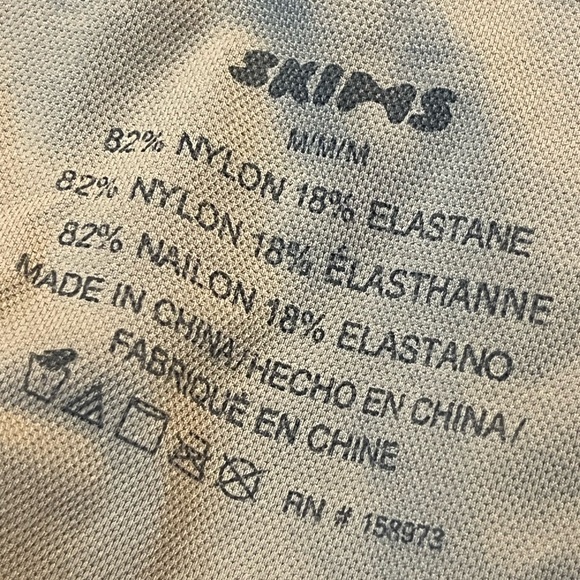 SKIMS
M/M/M
82% NYLON 18% ELASTANE
82% NYLON 18% ÉLASTHANNE
82% NAILON 18% ELASTANO
MADE IN CHINA/HECHO EN CHINA/
FABRIQUÉ EN CHINE
RN # 158973